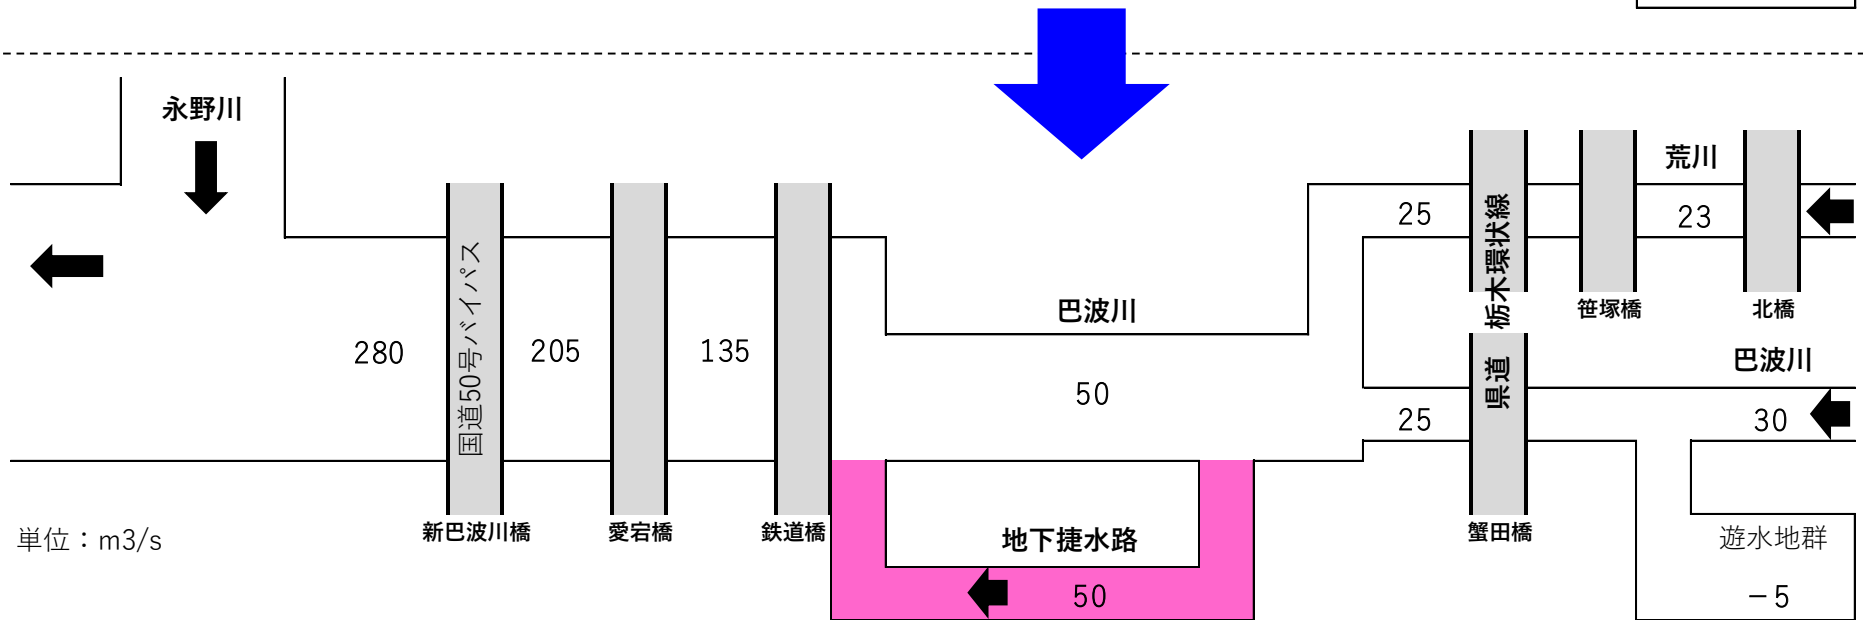 永野川
荒川
25
23
栃木環状線
笹塚橋
北橋
巴波川
巴波川
280
国道50号バイパス
205
135
50
県道
25
30
新巴波川橋
愛宕橋
鉄道橋
地下捷水路
蟹田橋
遊水地群
単位：m3/s
50
－5